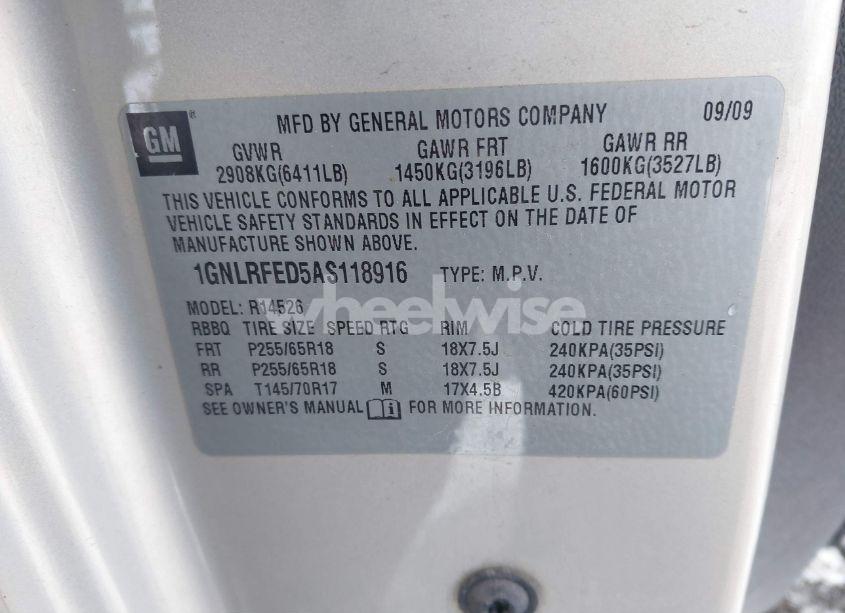 GM ®
MFD BY GENERAL MOTORS COMPANY 09/09
GVWR GAWR FRT GAWR RR
2908KG(6411LB) 1450KG(3196LB) 1600KG(3527LB)
THIS VEHICLE CONFORMS TO ALL APPLICABLE U.S. FEDERAL MOTOR
VEHICLE SAFETY STANDARDS IN EFFECT ON THE DATE OF
MANUFACTURE SHOWN ABOVE.
1GNLRFED5AS118916 TYPE: M.P.V.
MODEL: R14526
wheelwise
RBBQ TIRE SIZE SPEED RTG RIM COLD TIRE PRESSURE
FRT P255/65R18 S 18X7.5J 240KPA(35PSI)
RR P255/65R18 S 18X7.5J 240KPA(35PSI)
SPA T145/70R17 M 17X4.5B 420KPA(60PSI)
SEE OWNER'S MANUAL FOR MORE INFORMATION.